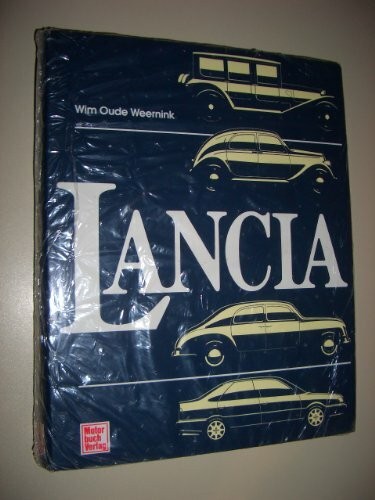 Wim Oude Weernink
LANCIA
Motor
buch
Verlag